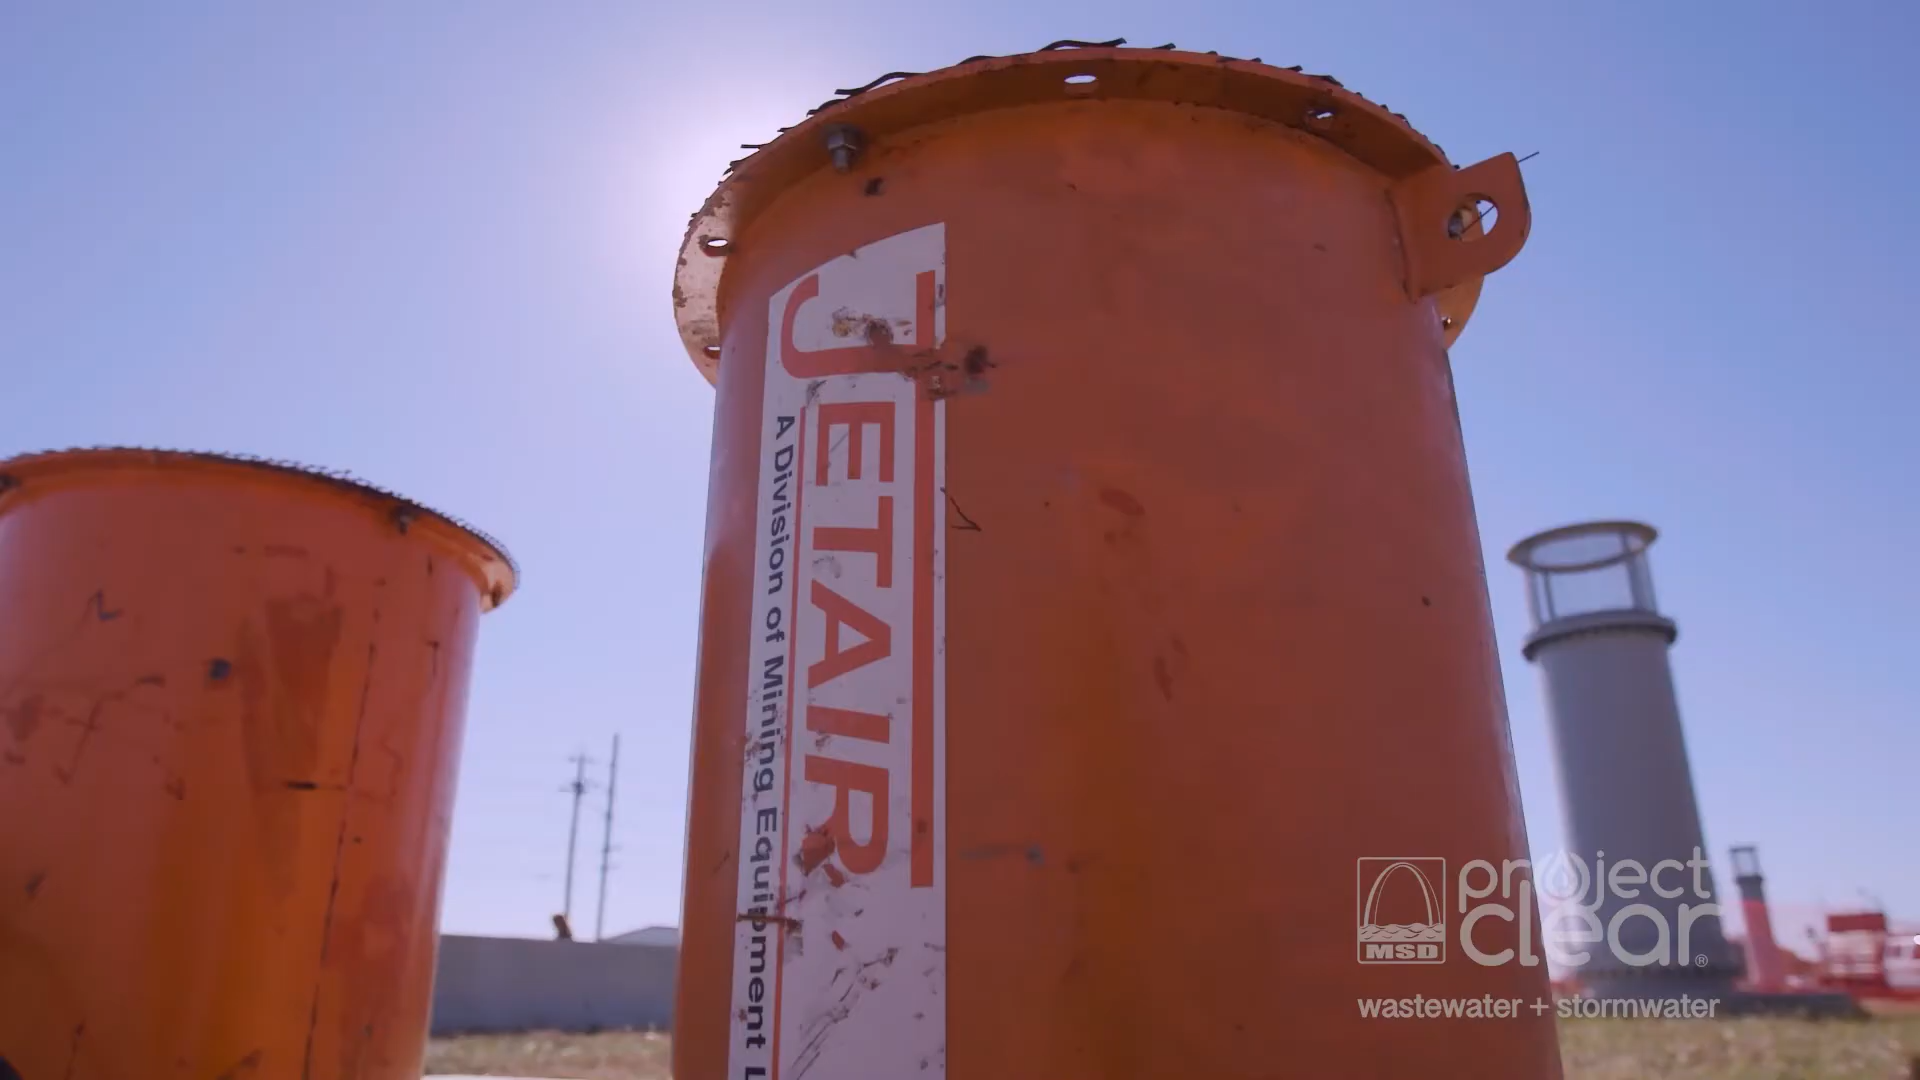 JETAIR
A Division of Mining Equipment L
MSD
project
clear®
wastewater + stormwater